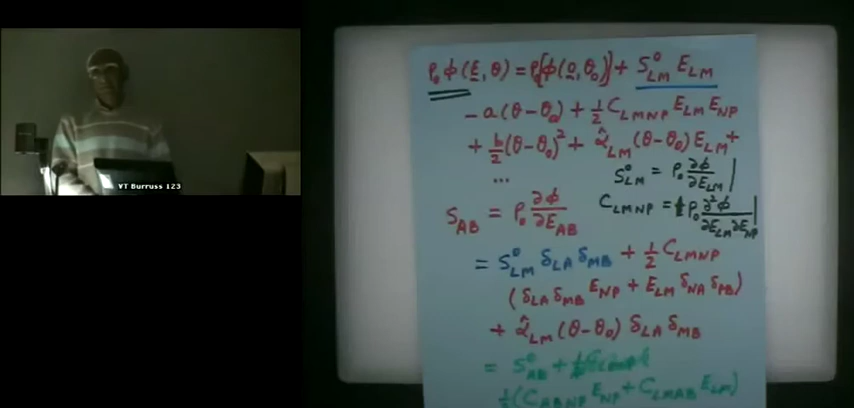 VT Burruss 123
ρ₀ φ(E, θ) = ρ₀[φ(0, θ₀)] + S⁰_LM E_LM
- a(θ-θ₀) + 1/2 C_LMNP E_LM E_NP
+ b/2 (θ-θ₀)² + α̂_LM (θ-θ₀) E_LM +
...
S⁰_LM = ρ₀ ∂φ/∂E_LM |
C_LMNP = ρ₀ ∂²φ/∂E_LM ∂E_NP |
S_AB = ρ₀ ∂φ/∂E_AB
= S⁰_LM δ_LA δ_MB + 1/2 C_LMNP
(δ_LA δ_MB E_NP + E_LM δ_NA δ_PB)
+ α̂_LM (θ-θ₀) δ_LA δ_MB
= S⁰_AB +
1/2 (C_ABNP E_NP + C_LMAB E_LM)